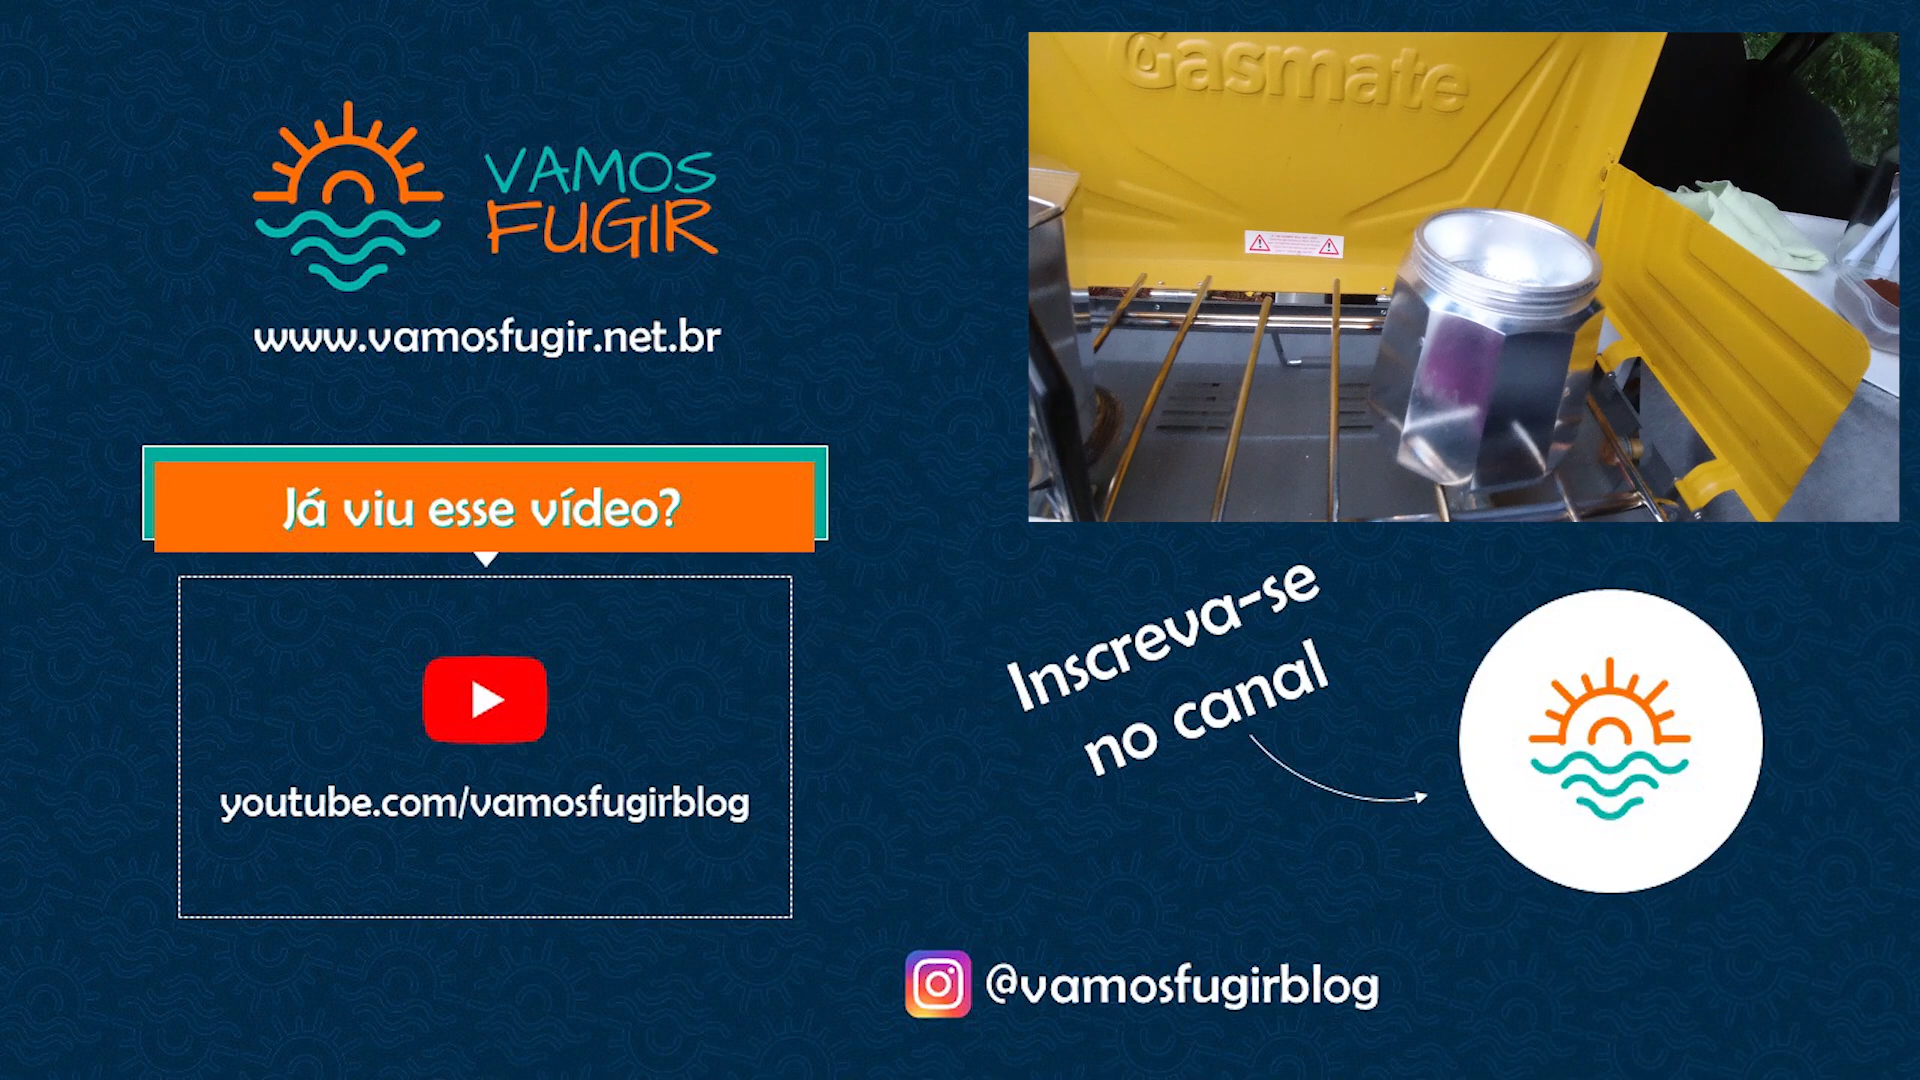 VAMOS
FUGIR
www.vamosfugir.net.br
Já viu esse vídeo?
youtube.com/vamosfugirblog
Gasmate
Inscreva-se
no canal
@vamosfugirblog